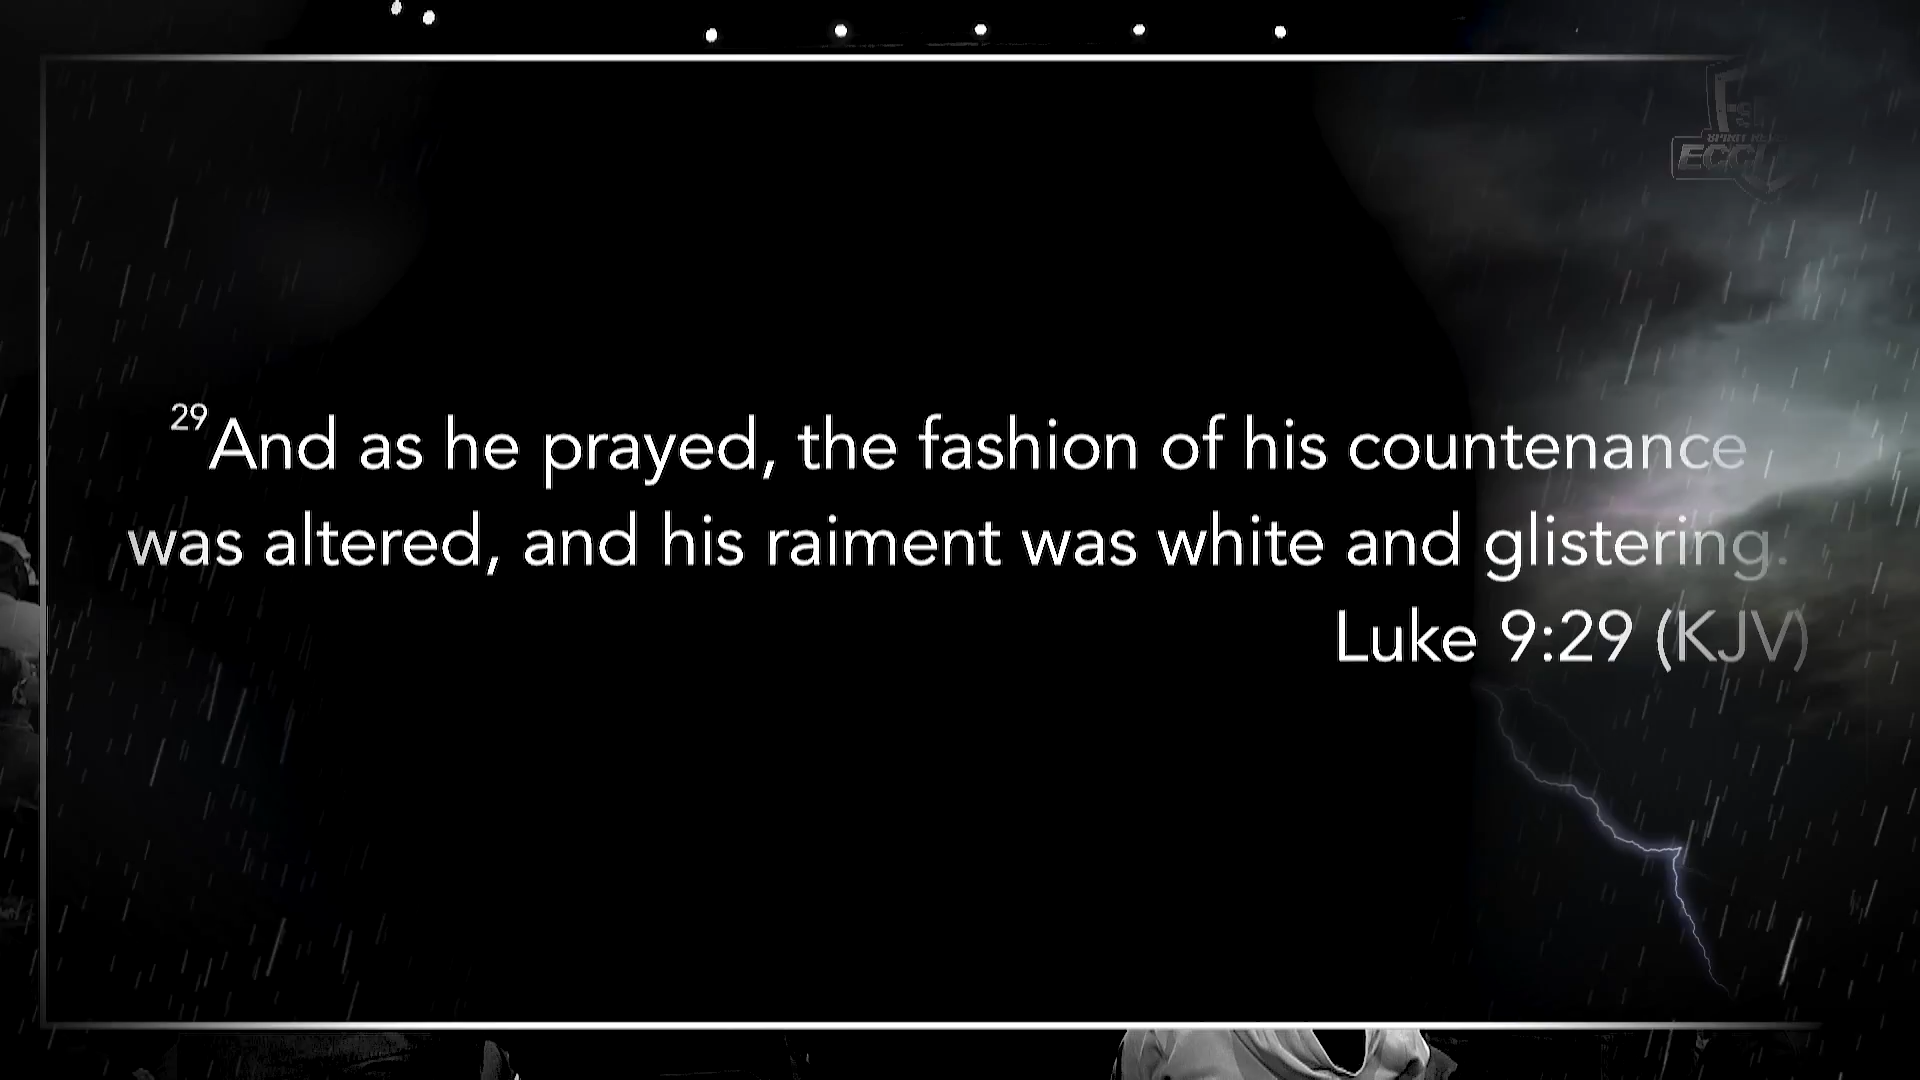 29And as he prayed, the fashion of his countenance
was altered, and his raiment was white and glistering.
Luke 9:29 (KJV)